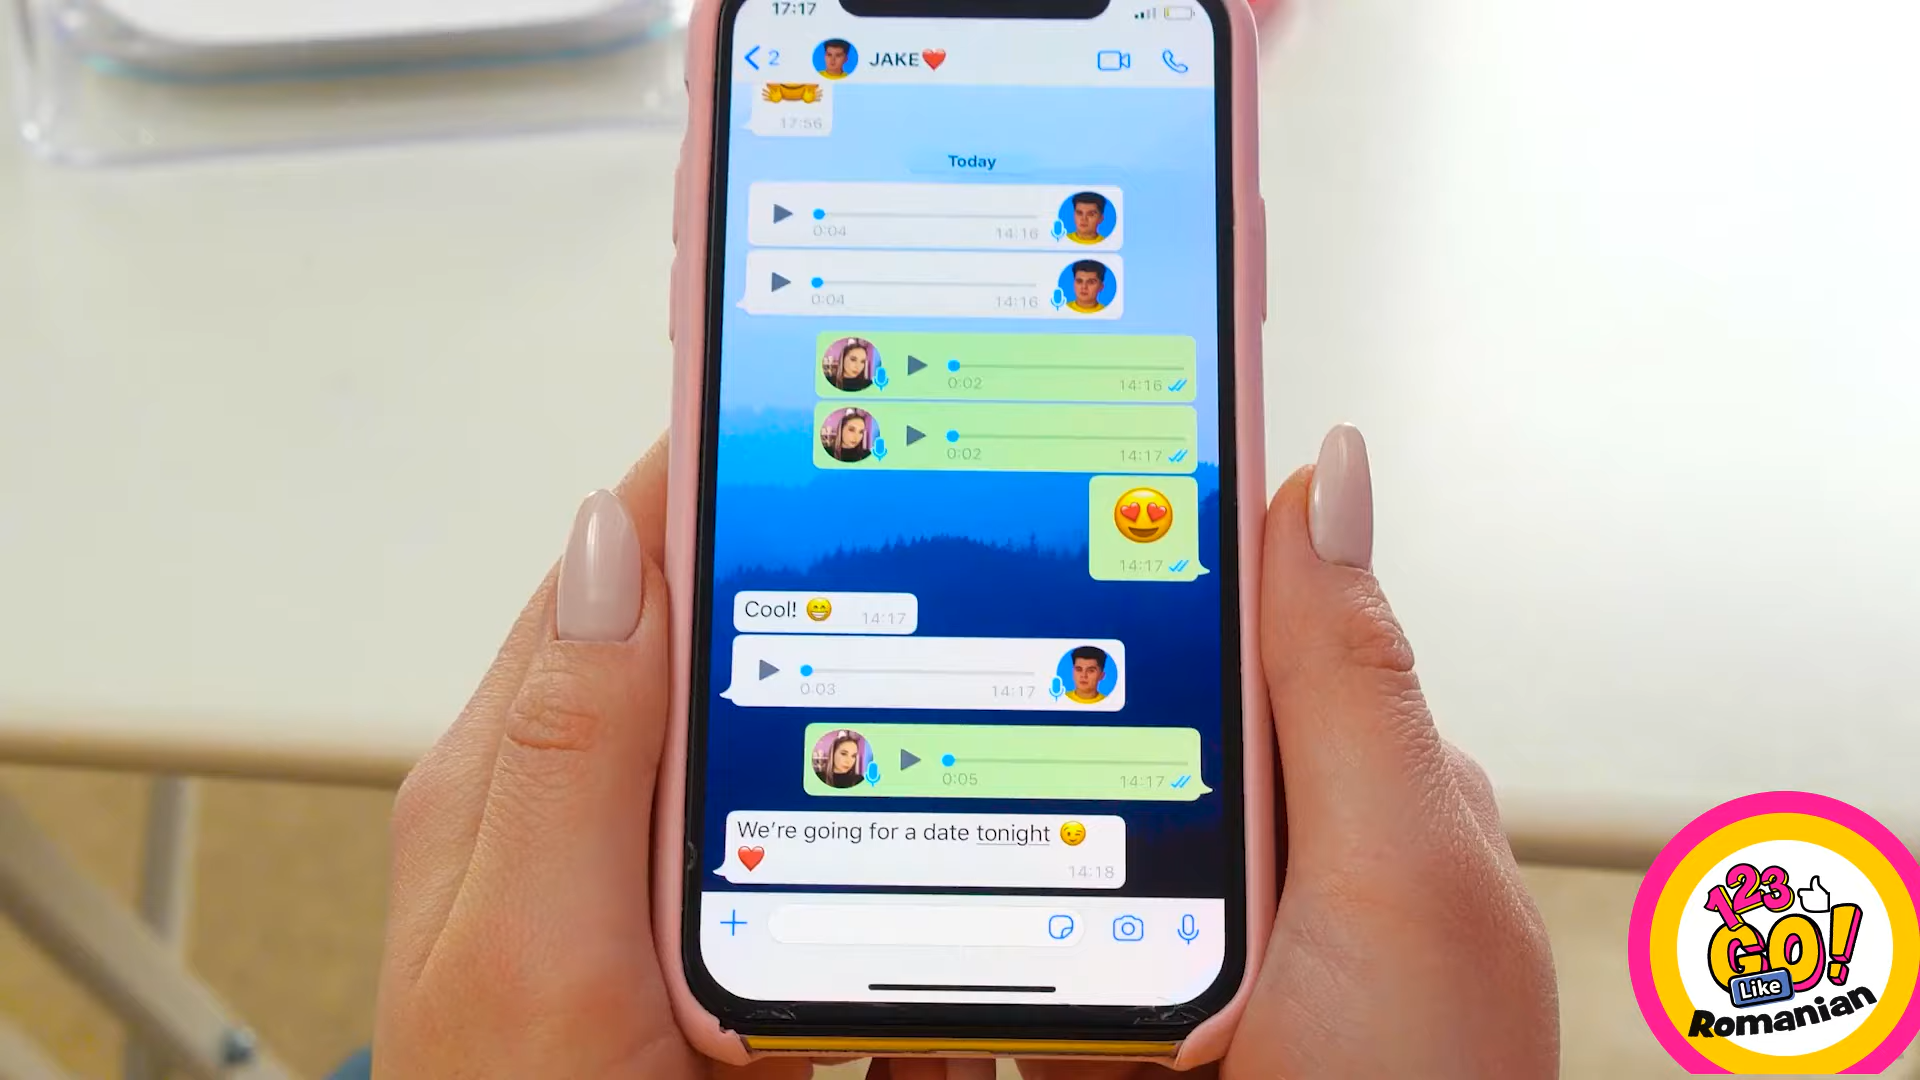 17:17
2
JAKE❤️
17:56
Today
0:04 14:16
0:04 14:16
0:02 14:16
0:02 14:17
14:17
Cool! 😁 14:17
0:03 14:17
0:05 14:17
We're going for a date tonight 😉
❤️ 14:18
123
GO!
Like
Romanian